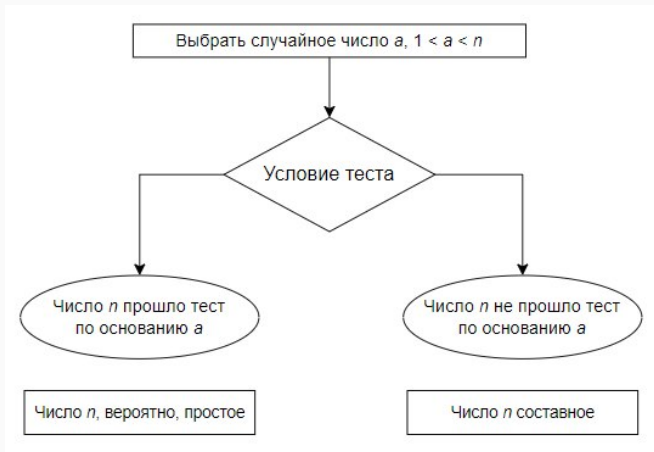 Выбрать случайное число a, 1 < a < n
Условие теста
Число n прошло тест
по основанию a
Число n не прошло тест
по основанию a
Число n, вероятно, простое
Число n составное